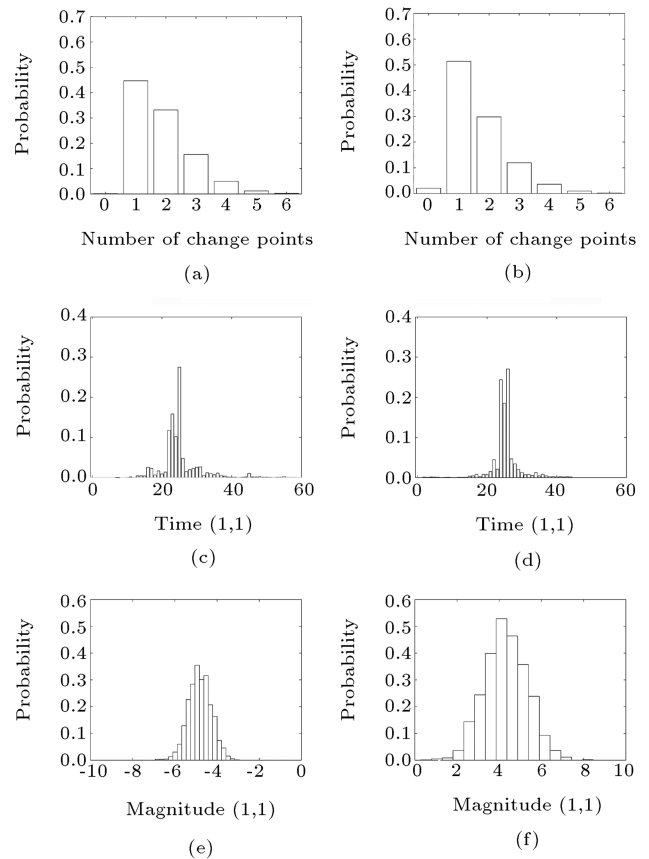 0.7
0.6
0.5
0.4
0.3
0.2
0.1
0.0
Probability
0 1 2 3 4 5 6
Number of change points
(a)
0.7
0.6
0.5
0.4
0.3
0.2
0.1
0.0
Probability
0 1 2 3 4 5 6
Number of change points
(b)
0.4
0.3
0.2
0.1
0.0
Probability
0 20 40 60
Time (1,1)
(c)
0.4
0.3
0.2
0.1
0.0
Probability
0 20 40 60
Time (1,1)
(d)
0.6
0.5
0.4
0.3
0.2
0.1
0.0
Probability
-10 -8 -6 -4 -2 0
Magnitude (1,1)
(e)
0.6
0.5
0.4
0.3
0.2
0.1
0.0
Probability
0 2 4 6 8 10
Magnitude (1,1)
(f)